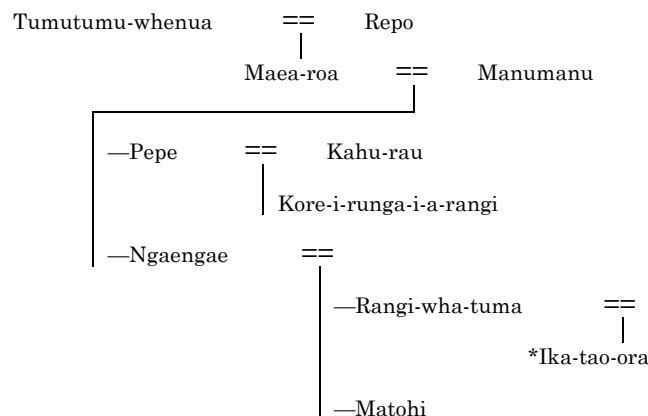 Tumutumu-whenua == Repo
Maea-roa == Manumanu
—Pepe == Kahu-rau
Kore-i-runga-i-a-rangi
—Ngaengae ==
—Rangi-wha-tuma ==
*Ika-tao-ora
—Matohi